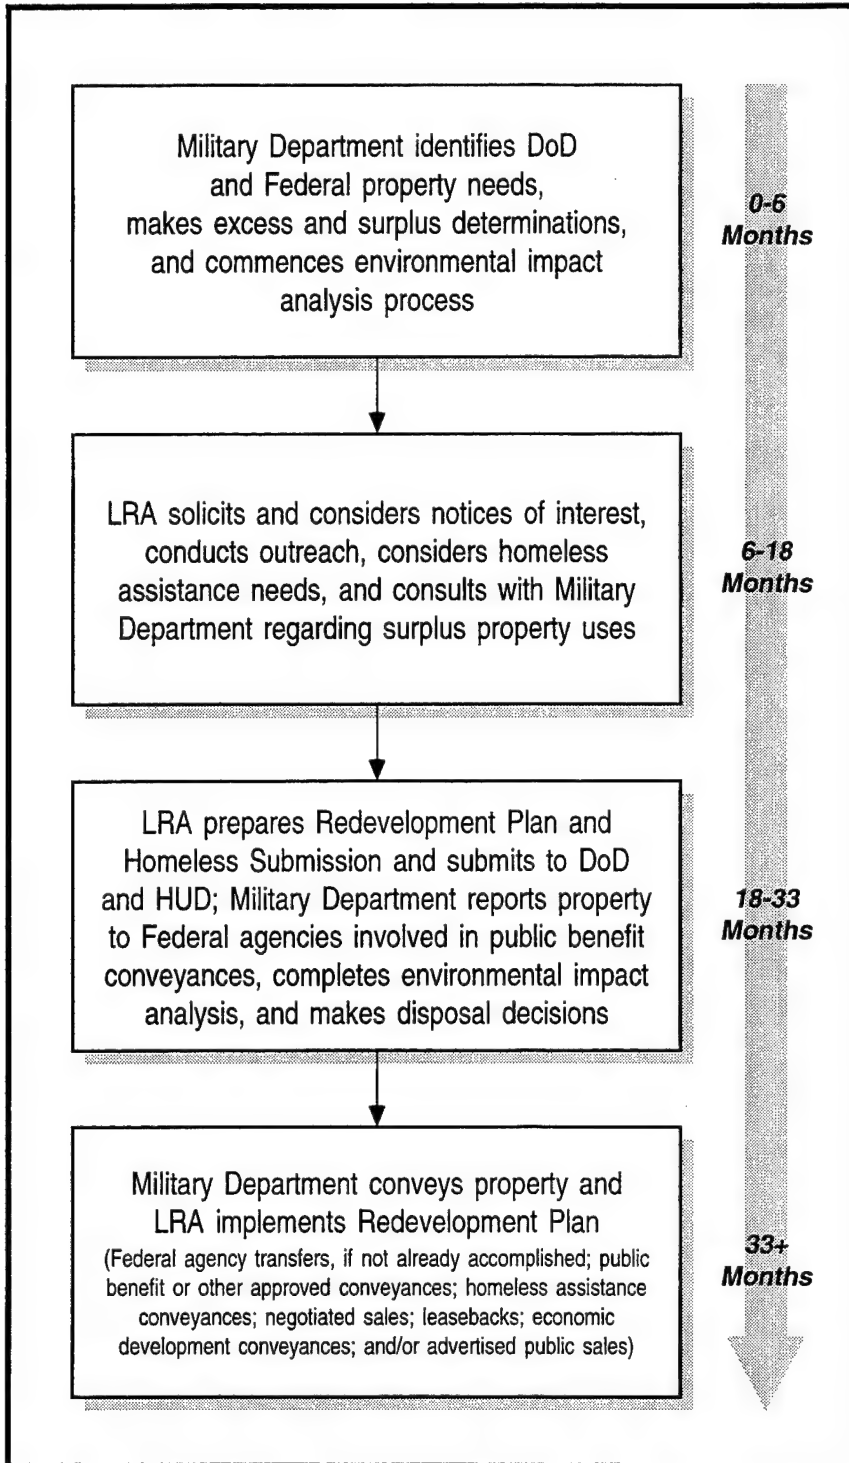 Military Department identifies DoD
and Federal property needs,
makes excess and surplus determinations,
and commences environmental impact
analysis process
0-6
Months
LRA solicits and considers notices of interest,
conducts outreach, considers homeless
assistance needs, and consults with Military
Department regarding surplus property uses
6-18
Months
LRA prepares Redevelopment Plan and
Homeless Submission and submits to DoD
and HUD; Military Department reports property
to Federal agencies involved in public benefit
conveyances, completes environmental impact
analysis, and makes disposal decisions
18-33
Months
Military Department conveys property and
LRA implements Redevelopment Plan
(Federal agency transfers, if not already accomplished; public
benefit or other approved conveyances; homeless assistance
conveyances; negotiated sales; leasebacks; economic
development conveyances; and/or advertised public sales)
33+
Months